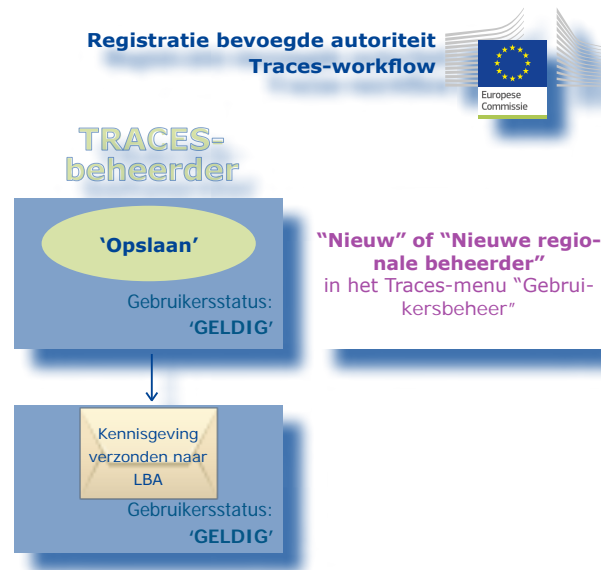 Registratie bevoegde autoriteit
Traces-workflow
Europese
Commissie
TRACES-
beheerder
‘Opslaan’
Gebruikersstatus:
‘GELDIG’
“Nieuw” of “Nieuwe regio-
nale beheerder”
in het Traces-menu “Gebrui-
kersbeheer”
Kennisgeving
verzonden naar
LBA
Gebruikersstatus:
‘GELDIG’